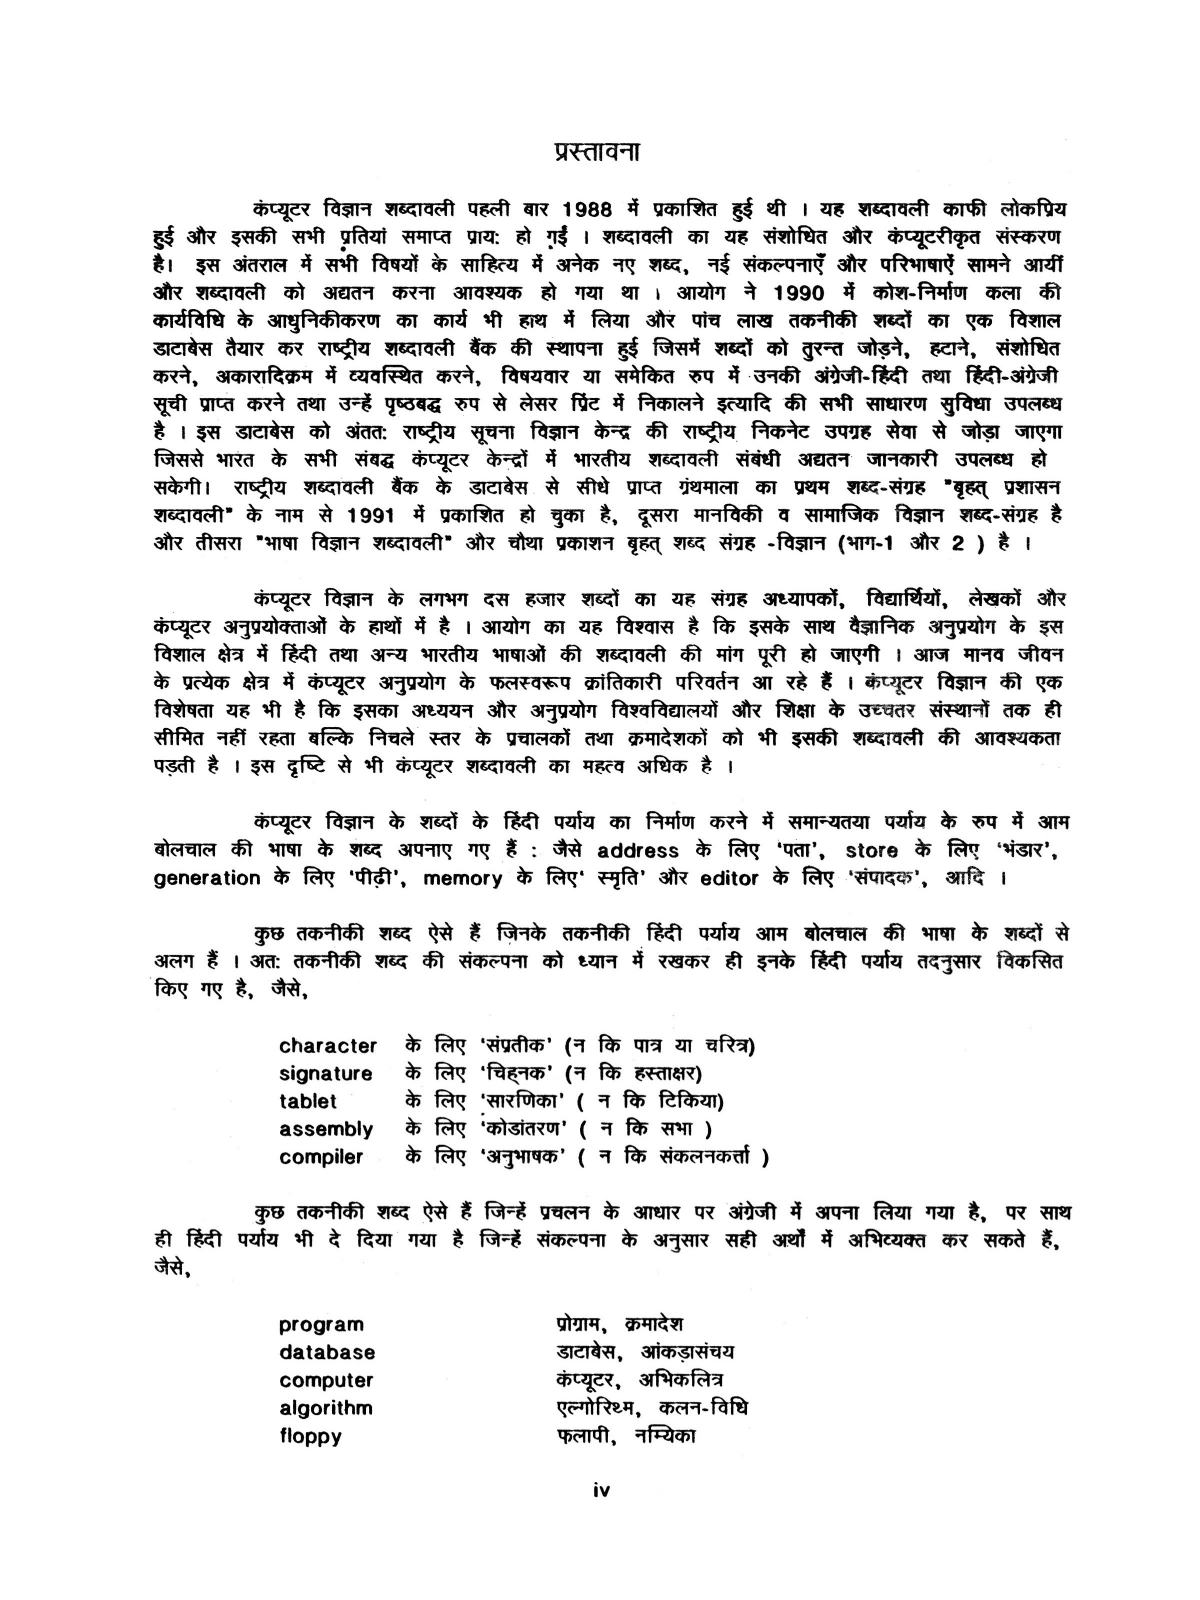 प्रस्तावना
कंप्यूटर विज्ञान शब्दावली पहली बार 1988 में प्रकाशित हुई थी । यह शब्दावली काफी लोकप्रिय
हुई और इसकी सभी प्रतियां समाप्त प्राय: हो गईं । शब्दावली का यह संशोधित और कंप्यूटरीकृत संस्करण
है। इस अंतराल में सभी विषयों के साहित्य में अनेक नए शब्द, नई संकल्पनाएँ और परिभाषाऐं सामने आयीं
और शब्दावली को अद्यतन करना आवश्यक हो गया था । आयोग ने 1990 में कोश-निर्माण कला की
कार्यविधि के आधुनिकीकरण का कार्य भी हाथ में लिया और पांच लाख तकनीकी शब्दों का एक विशाल
डाटाबेस तैयार कर राष्ट्रीय शब्दावली बैंक की स्थापना हुई जिसमें शब्दों को तुरन्त जोड़ने, हटाने, संशोधित
करने, अकारादिक्रम में व्यवस्थित करने, विषयवार या समेकित रुप में उनकी अंग्रेजी-हिंदी तथा हिंदी-अंग्रेजी
सूची प्राप्त करने तथा उन्हें पृष्ठबद्ध रुप से लेसर प्रिंट में निकालने इत्यादि की सभी साधारण सुविधा उपलब्ध
है । इस डाटाबेस को अंतत: राष्ट्रीय सूचना विज्ञान केन्द्र की राष्ट्रीय निकनेट उपग्रह सेवा से जोड़ा जाएगा
जिससे भारत के सभी संबद्ध कंप्यूटर केन्द्रों में भारतीय शब्दावली संबंधी अद्यतन जानकारी उपलब्ध हो
सकेगी। राष्ट्रीय शब्दावली बैंक के डाटाबेस से सीधे प्राप्त ग्रंथमाला का प्रथम शब्द-संग्रह "बृहत् प्रशासन
शब्दावली" के नाम से 1991 में प्रकाशित हो चुका है, दूसरा मानविकी व सामाजिक विज्ञान शब्द-संग्रह है
और तीसरा "भाषा विज्ञान शब्दावली" और चौथा प्रकाशन बृहत् शब्द संग्रह -विज्ञान (भाग-1 और 2 ) है ।
कंप्यूटर विज्ञान के लगभग दस हजार शब्दों का यह संग्रह अध्यापकों, विद्यार्थियों, लेखकों और
कंप्यूटर अनुप्रयोक्ताओं के हाथों में है । आयोग का यह विश्वास है कि इसके साथ वैज्ञानिक अनुप्रयोग के इस
विशाल क्षेत्र में हिंदी तथा अन्य भारतीय भाषाओं की शब्दावली की मांग पूरी हो जाएगी । आज मानव जीवन
के प्रत्येक क्षेत्र में कंप्यूटर अनुप्रयोग के फलस्वरूप क्रांतिकारी परिवर्तन आ रहे हैं । कंप्यूटर विज्ञान की एक
विशेषता यह भी है कि इसका अध्ययन और अनुप्रयोग विश्वविद्यालयों और शिक्षा के उच्चतर संस्थानों तक ही
सीमित नहीं रहता बल्कि निचले स्तर के प्रचालकों तथा क्रमादेशकों को भी इसकी शब्दावली की आवश्यकता
पड़ती है । इस दृष्टि से भी कंप्यूटर शब्दावली का महत्व अधिक है ।
कंप्यूटर विज्ञान के शब्दों के हिंदी पर्याय का निर्माण करने में समान्यतया पर्याय के रुप में आम
बोलचाल की भाषा के शब्द अपनाए गए हैं : जैसे address के लिए 'पता', store के लिए 'भंडार',
generation के लिए 'पीढ़ी', memory के लिए' स्मृति' और editor के लिए 'संपादक', आदि ।
कुछ तकनीकी शब्द ऐसे हैं जिनके तकनीकी हिंदी पर्याय आम बोलचाल की भाषा के शब्दों से
अलग हैं । अत: तकनीकी शब्द की संकल्पना को ध्यान में रखकर ही इनके हिंदी पर्याय तदनुसार विकसित
किए गए है, जैसे,
character के लिए 'संप्रतीक' (न कि पात्र या चरित्र)
signature के लिए 'चिह्नक' (न कि हस्ताक्षर)
tablet के लिए 'सारणिका' ( न कि टिकिया)
assembly के लिए 'कोडांतरण' ( न कि सभा )
compiler के लिए 'अनुभाषक' ( न कि संकलनकर्त्ता )
कुछ तकनीकी शब्द ऐसे हैं जिन्हें प्रचलन के आधार पर अंग्रेजी में अपना लिया गया है, पर साथ
ही हिंदी पर्याय भी दे दिया गया है जिन्हें संकल्पना के अनुसार सही अर्थों में अभिव्यक्त कर सकते हैं,
जैसे,
program प्रोग्राम, क्रमादेश
database डाटाबेस, आंकड़ासंचय
computer कंप्यूटर, अभिकलित्र
algorithm एल्गोरिथ्म, कलन-विधि
floppy फलापी, नम्यिका
iv